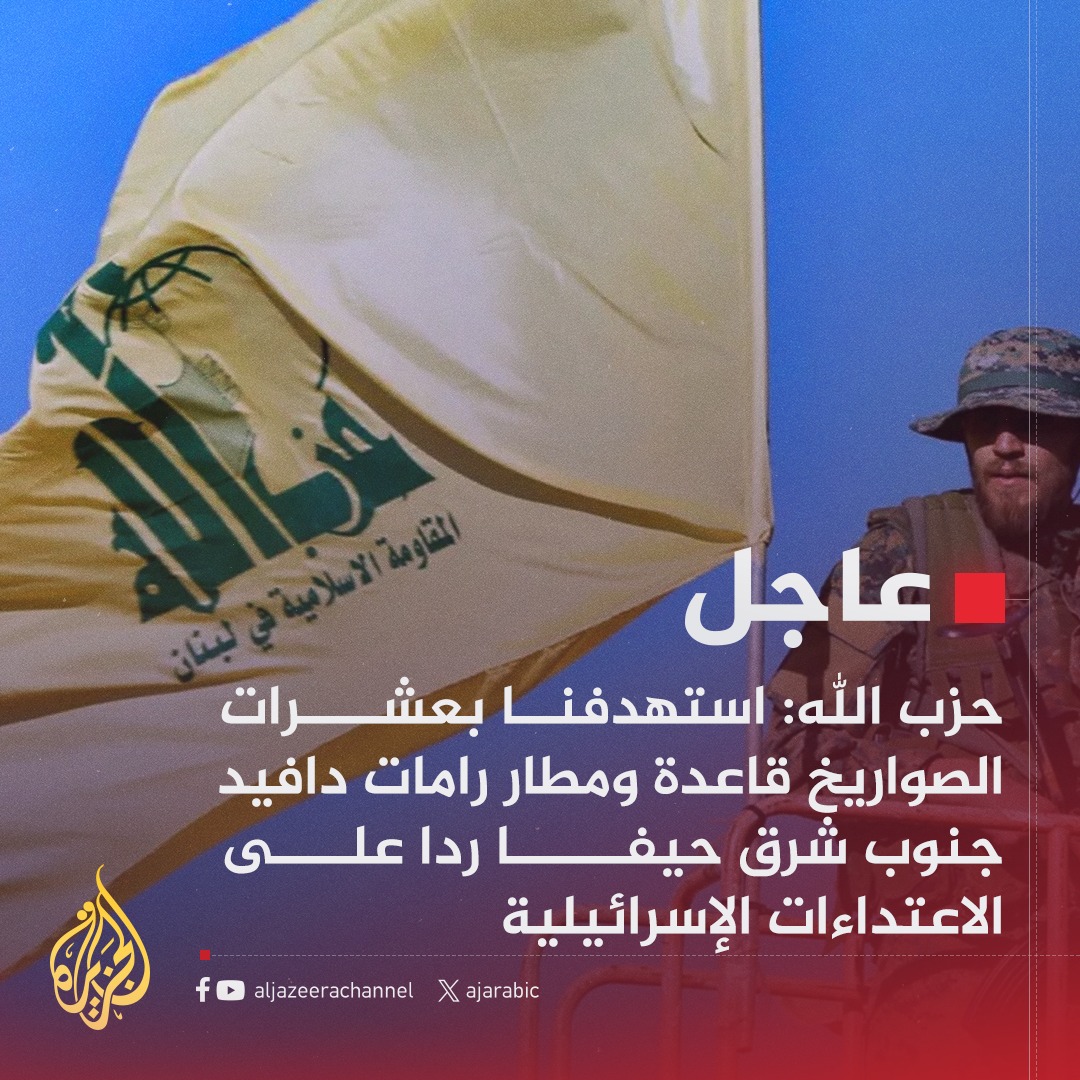 حزب الله
المقاومة الاسلامية في لبنان
عاجل
حزب الله: استهدفنا بعشرات
الصواريخ قاعدة ومطار رامات دافيد
جنوب شرق حيفا ردا على
الاعتداءات الإسرائيلية
الجزيرة
aljazeerachannel ajarabic